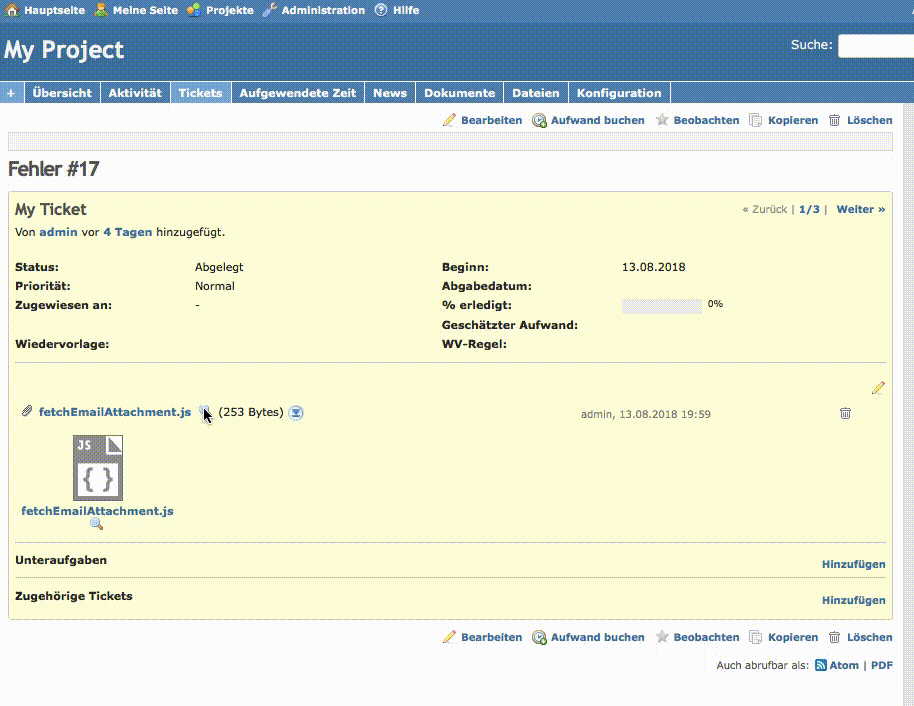 Hauptseite Meine Seite Projekte Administration Hilfe
My Project
Suche:
+ Übersicht Aktivität Tickets Aufgewendete Zeit News Dokumente Dateien Konfiguration
Bearbeiten Aufwand buchen Beobachten Kopieren Löschen
Fehler #17
My Ticket
« Zurück | 1/3 | Weiter »
Von admin vor 4 Tagen hinzugefügt.
Status: Abgelegt Beginn: 13.08.2018
Priorität: Normal Abgabedatum:
Zugewiesen an: - % erledigt: 0%
Geschätzter Aufwand:
Wiedervorlage: WV-Regel:
fetchEmailAttachment.js (253 Bytes) admin, 13.08.2018 19:59
JS
{ }
fetchEmailAttachment.js
Unteraufgaben Hinzufügen
Zugehörige Tickets Hinzufügen
Bearbeiten Aufwand buchen Beobachten Kopieren Löschen
Auch abrufbar als: Atom | PDF